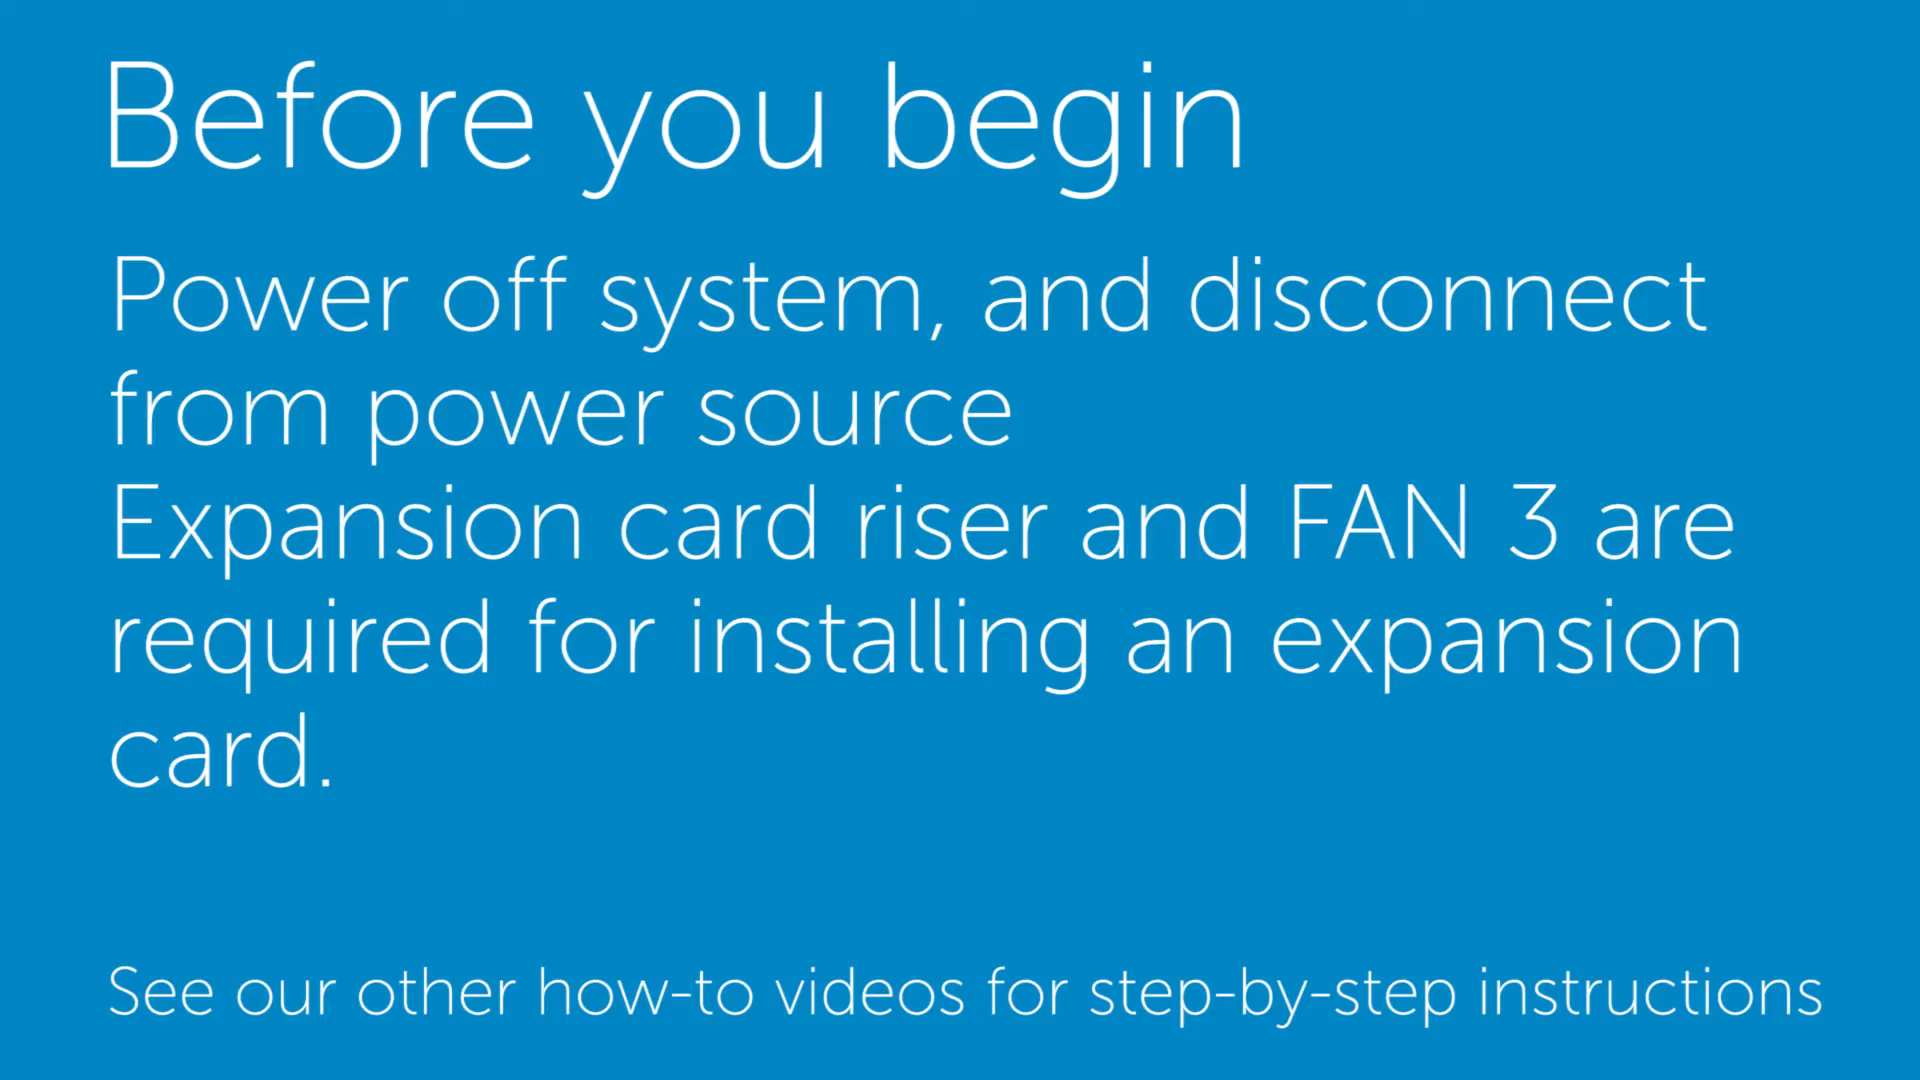 Before you begin
Power off system, and disconnect
from power source
Expansion card riser and FAN 3 are
required for installing an expansion
card.
See our other how-to videos for step-by-step instructions